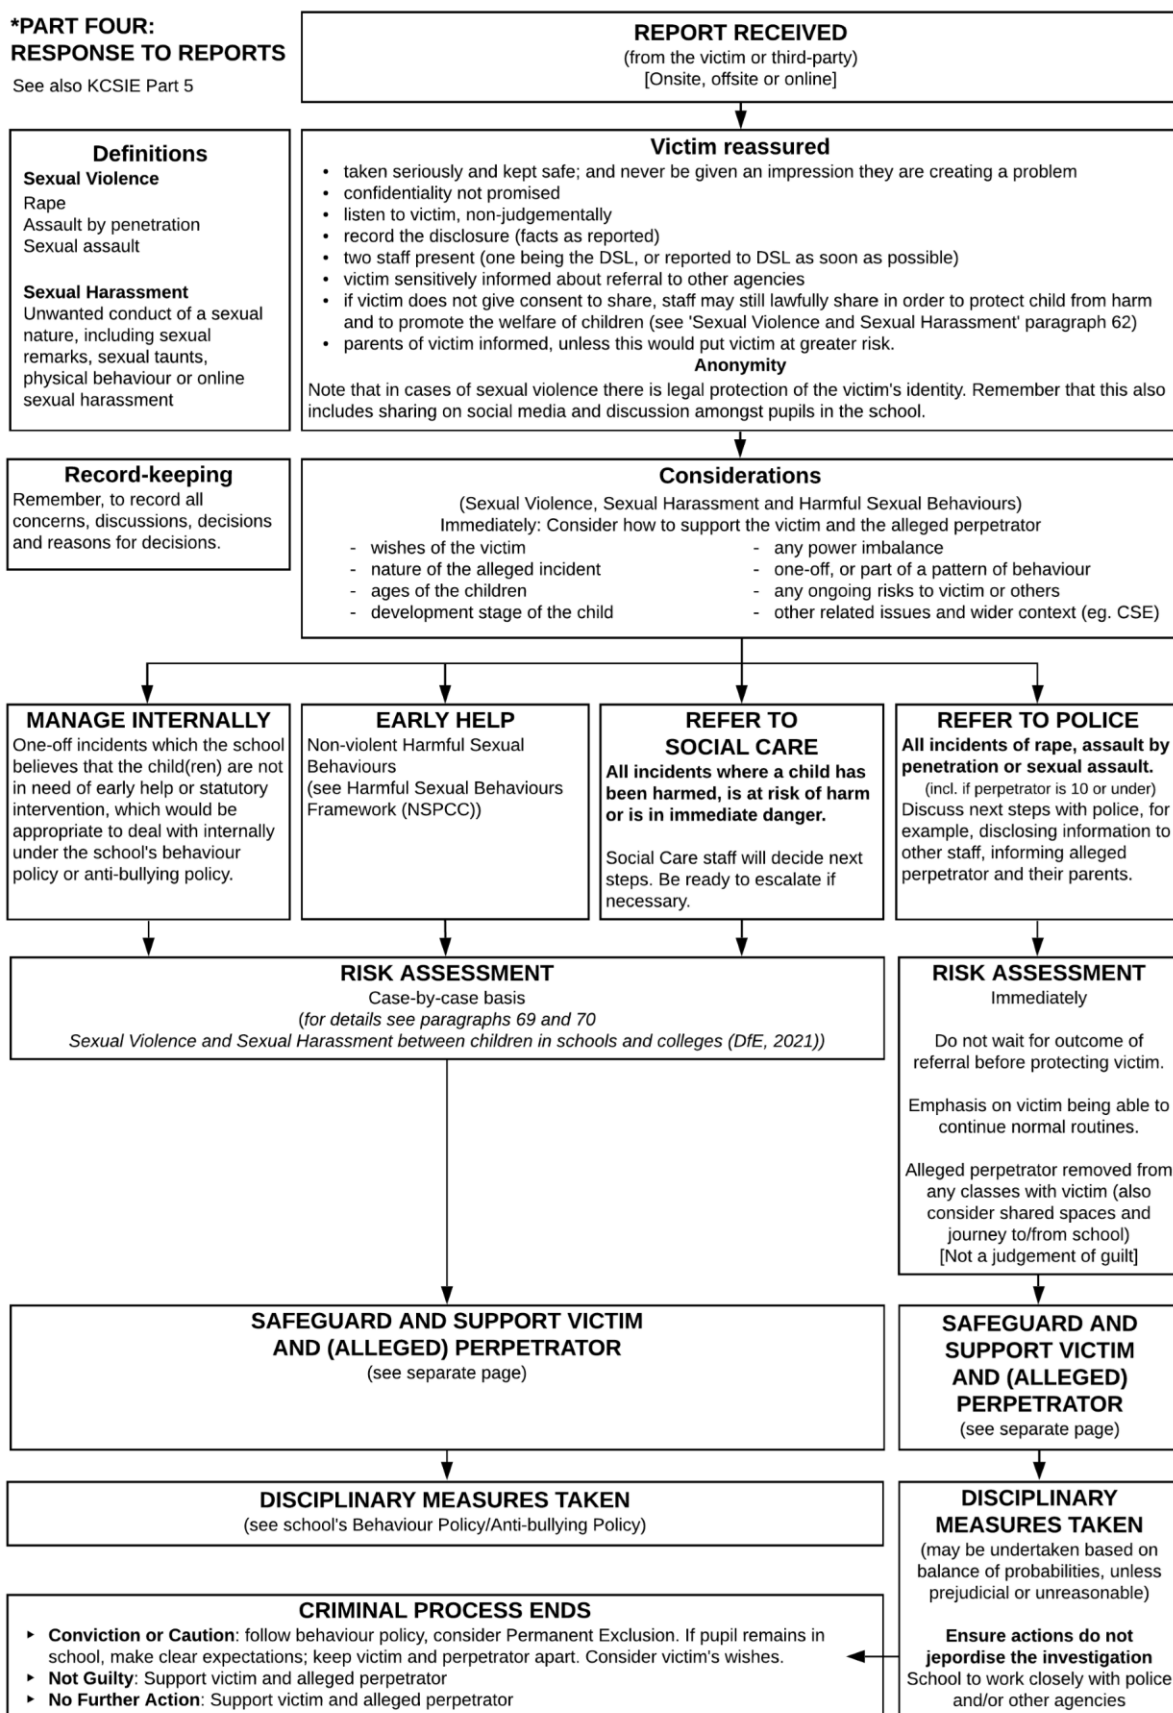 *PART FOUR:
RESPONSE TO REPORTS
See also KCSIE Part 5
REPORT RECEIVED
(from the victim or third-party)
[Onsite, offsite or online]
Definitions
Sexual Violence
Rape
Assault by penetration
Sexual assault
Sexual Harassment
Unwanted conduct of a sexual
nature, including sexual
remarks, sexual taunts,
physical behaviour or online
sexual harassment
Victim reassured
• taken seriously and kept safe; and never be given an impression they are creating a problem
• confidentiality not promised
• listen to victim, non-judgementally
• record the disclosure (facts as reported)
• two staff present (one being the DSL, or reported to DSL as soon as possible)
• victim sensitively informed about referral to other agencies
• if victim does not give consent to share, staff may still lawfully share in order to protect child from harm
and to promote the welfare of children (see 'Sexual Violence and Sexual Harassment' paragraph 62)
• parents of victim informed, unless this would put victim at greater risk.
Anonymity
Note that in cases of sexual violence there is legal protection of the victim's identity. Remember that this also
includes sharing on social media and discussion amongst pupils in the school.
Record-keeping
Remember, to record all
concerns, discussions, decisions
and reasons for decisions.
Considerations
(Sexual Violence, Sexual Harassment and Harmful Sexual Behaviours)
Immediately: Consider how to support the victim and the alleged perpetrator
- wishes of the victim
- nature of the alleged incident
- ages of the children
- development stage of the child
- any power imbalance
- one-off, or part of a pattern of behaviour
- any ongoing risks to victim or others
- other related issues and wider context (eg. CSE)
MANAGE INTERNALLY
One-off incidents which the school
believes that the child(ren) are not
in need of early help or statutory
intervention, which would be
appropriate to deal with internally
under the school's behaviour
policy or anti-bullying policy.
EARLY HELP
Non-violent Harmful Sexual
Behaviours
(see Harmful Sexual Behaviours
Framework (NSPCC))
REFER TO
SOCIAL CARE
All incidents where a child has
been harmed, is at risk of harm
or is in immediate danger.
Social Care staff will decide next
steps. Be ready to escalate if
necessary.
REFER TO POLICE
All incidents of rape, assault by
penetration or sexual assault.
(incl. if perpetrator is 10 or under)
Discuss next steps with police, for
example, disclosing information to
other staff, informing alleged
perpetrator and their parents.
RISK ASSESSMENT
Case-by-case basis
(for details see paragraphs 69 and 70
Sexual Violence and Sexual Harassment between children in schools and colleges (DfE, 2021))
RISK ASSESSMENT
Immediately
Do not wait for outcome of
referral before protecting victim.
Emphasis on victim being able to
continue normal routines.
Alleged perpetrator removed from
any classes with victim (also
consider shared spaces and
journey to/from school)
[Not a judgement of guilt]
SAFEGUARD AND SUPPORT VICTIM
AND (ALLEGED) PERPETRATOR
(see separate page)
SAFEGUARD AND
SUPPORT VICTIM
AND (ALLEGED)
PERPETRATOR
(see separate page)
DISCIPLINARY MEASURES TAKEN
(see school's Behaviour Policy/Anti-bullying Policy)
DISCIPLINARY
MEASURES TAKEN
(may be undertaken based on
balance of probabilities, unless
prejudicial or unreasonable)
Ensure actions do not
jepordise the investigation
School to work closely with police
and/or other agencies
CRIMINAL PROCESS ENDS
▸ Conviction or Caution: follow behaviour policy, consider Permanent Exclusion. If pupil remains in
school, make clear expectations; keep victim and perpetrator apart. Consider victim's wishes.
▸ Not Guilty: Support victim and alleged perpetrator
▸ No Further Action: Support victim and alleged perpetrator